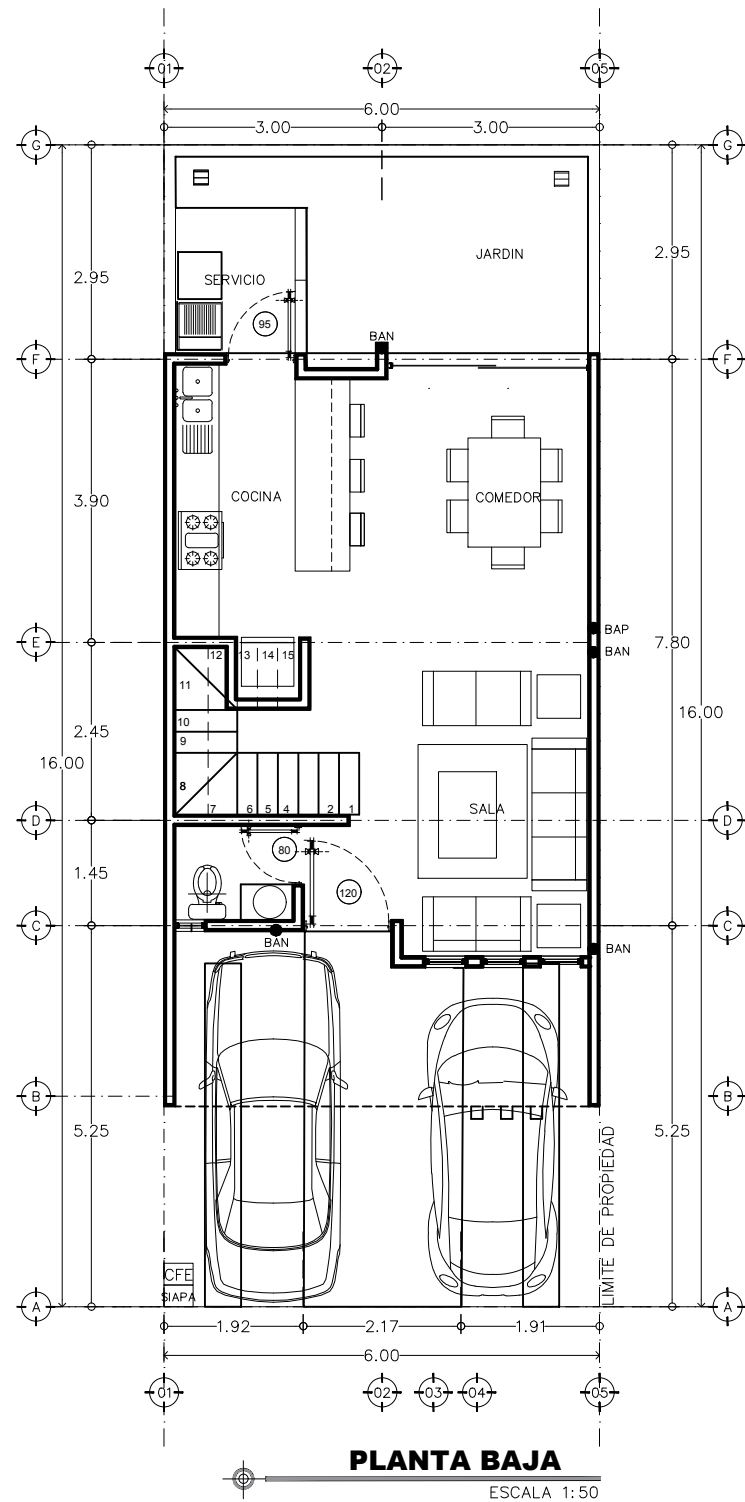 01 02 05
6.00
3.00 3.00
G G
JARDIN
2.95 SERVICIO 2.95
95
BAN
F F
3.90 COCINA COMEDOR
BAP
E 7.80
12 13 14 15 BAN
11
16.00 16.00
10
2.45
9
8 SALA
7 6 5 4 2 1
D D
80
1.45
120
C C
BAN BAN
B B
5.25 5.25
LIMITE DE PROPIEDAD
CFE
SIAPA
A A
1.92 2.17 1.91
6.00
01 02 03 04 05
PLANTA BAJA
ESCALA 1:50